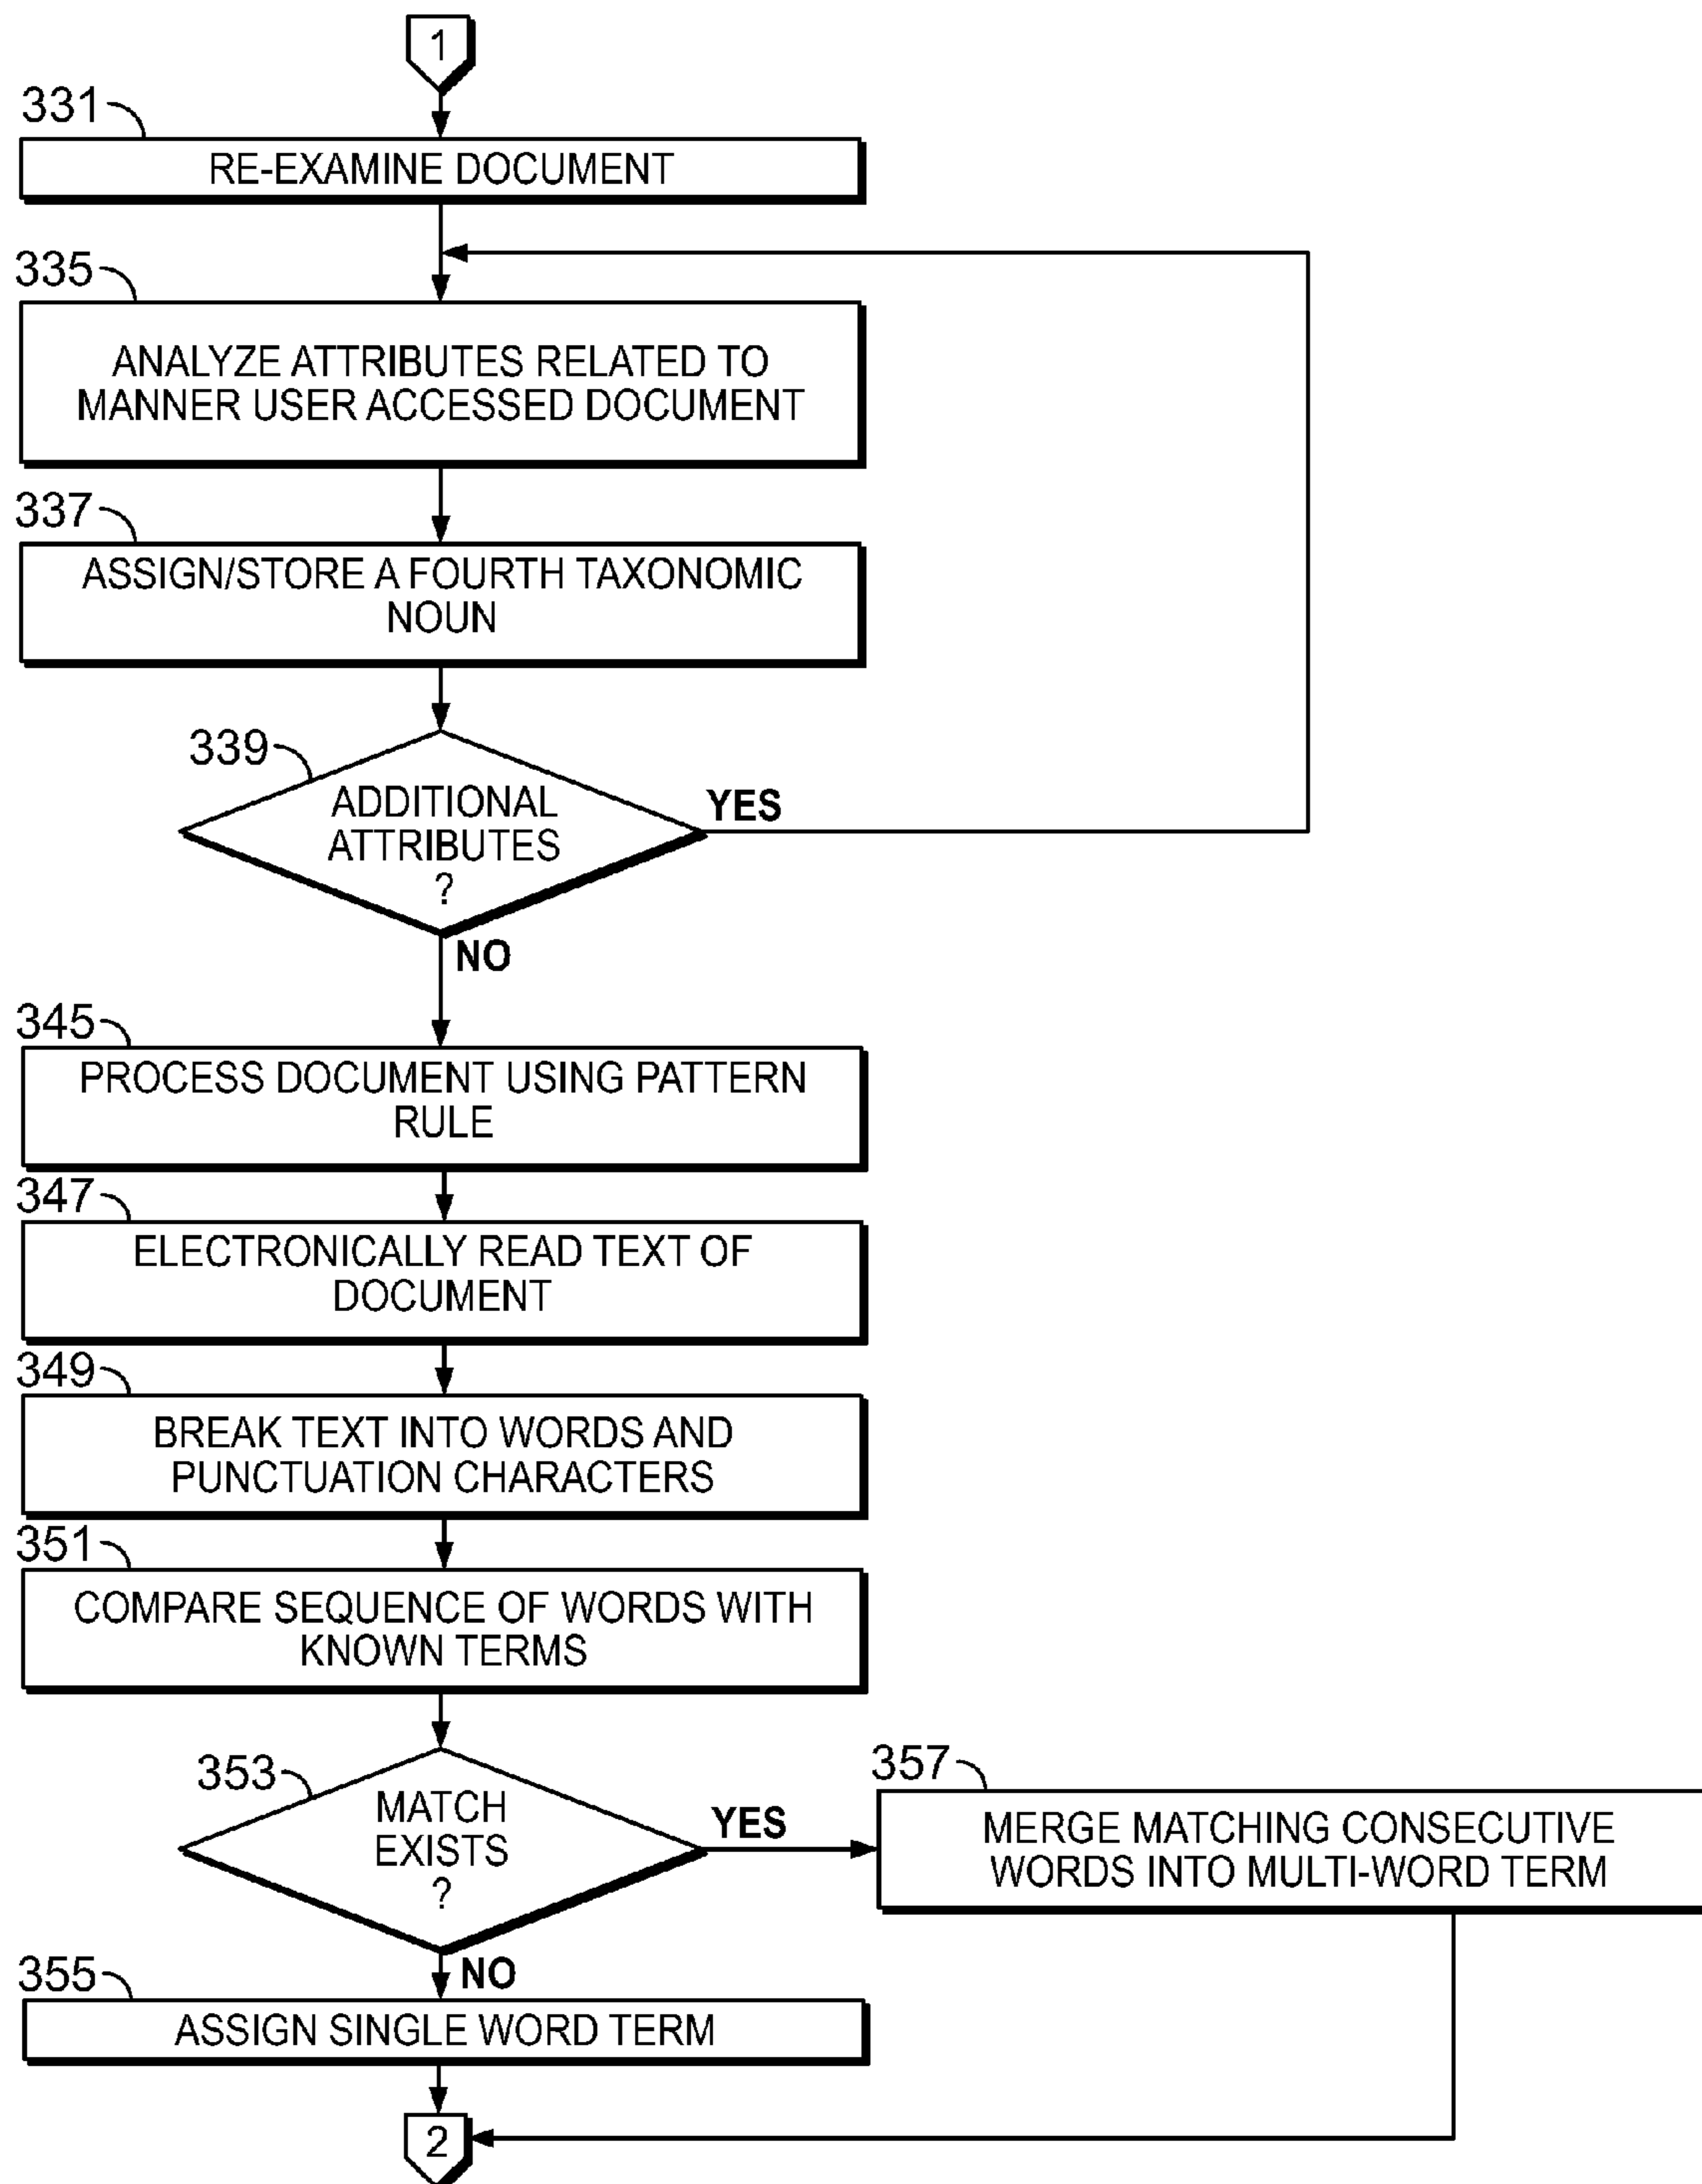 1
331
RE-EXAMINE DOCUMENT
335
ANALYZE ATTRIBUTES RELATED TO
MANNER USER ACCESSED DOCUMENT
337
ASSIGN/STORE A FOURTH TAXONOMIC
NOUN
339
ADDITIONAL
ATTRIBUTES
?
YES
NO
345
PROCESS DOCUMENT USING PATTERN
RULE
347
ELECTRONICALLY READ TEXT OF
DOCUMENT
349
BREAK TEXT INTO WORDS AND
PUNCTUATION CHARACTERS
351
COMPARE SEQUENCE OF WORDS WITH
KNOWN TERMS
353
MATCH
EXISTS
?
YES
357
MERGE MATCHING CONSECUTIVE
WORDS INTO MULTI-WORD TERM
NO
355
ASSIGN SINGLE WORD TERM
2